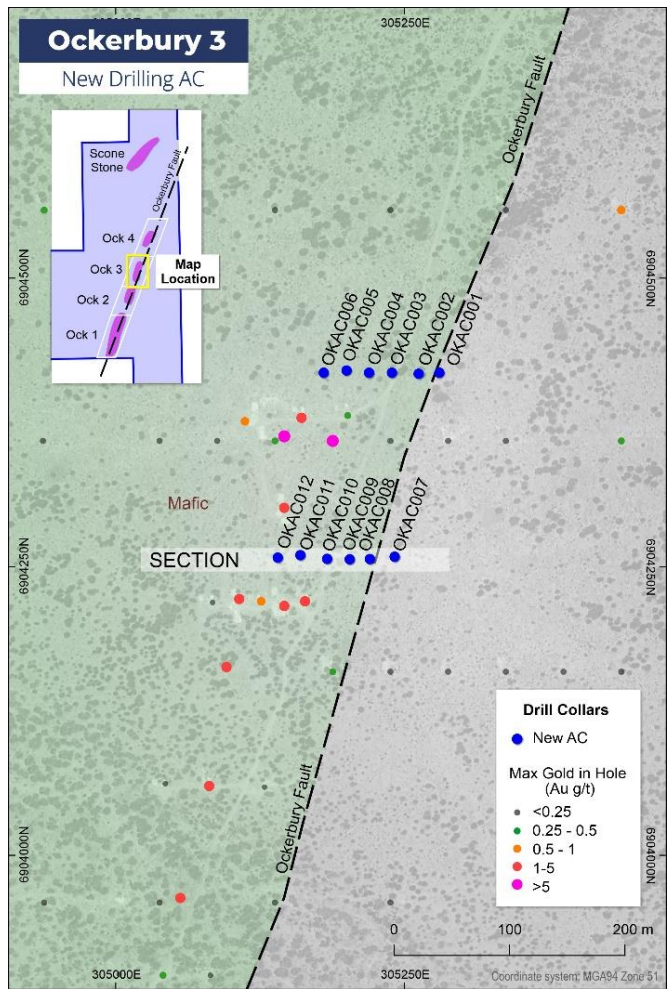 Ockerbury 3
New Drilling AC
305000E
305250E
Ockerbury Fault
Scone
Stone
Ockerbury Fault
Ock 4
Ock 3
Map
Location
Ock 2
Ock 1
6904500N
6904500N
OKAC006
OKAC005
OKAC004
OKAC003
OKAC002
OKAC001
Mafic
OKAC012
OKAC011
OKAC010
OKAC009
OKAC008
OKAC007
SECTION
6904250N
6904250N
Drill Collars
New AC
Max Gold in Hole
(Au g/t)
<0.25
0.25 - 0.5
0.5 - 1
1-5
>5
Ockerbury Fault
6904000N
6904000N
0
100
200 m
305000E
305250E
Coordinate system: MGA94 Zone 51